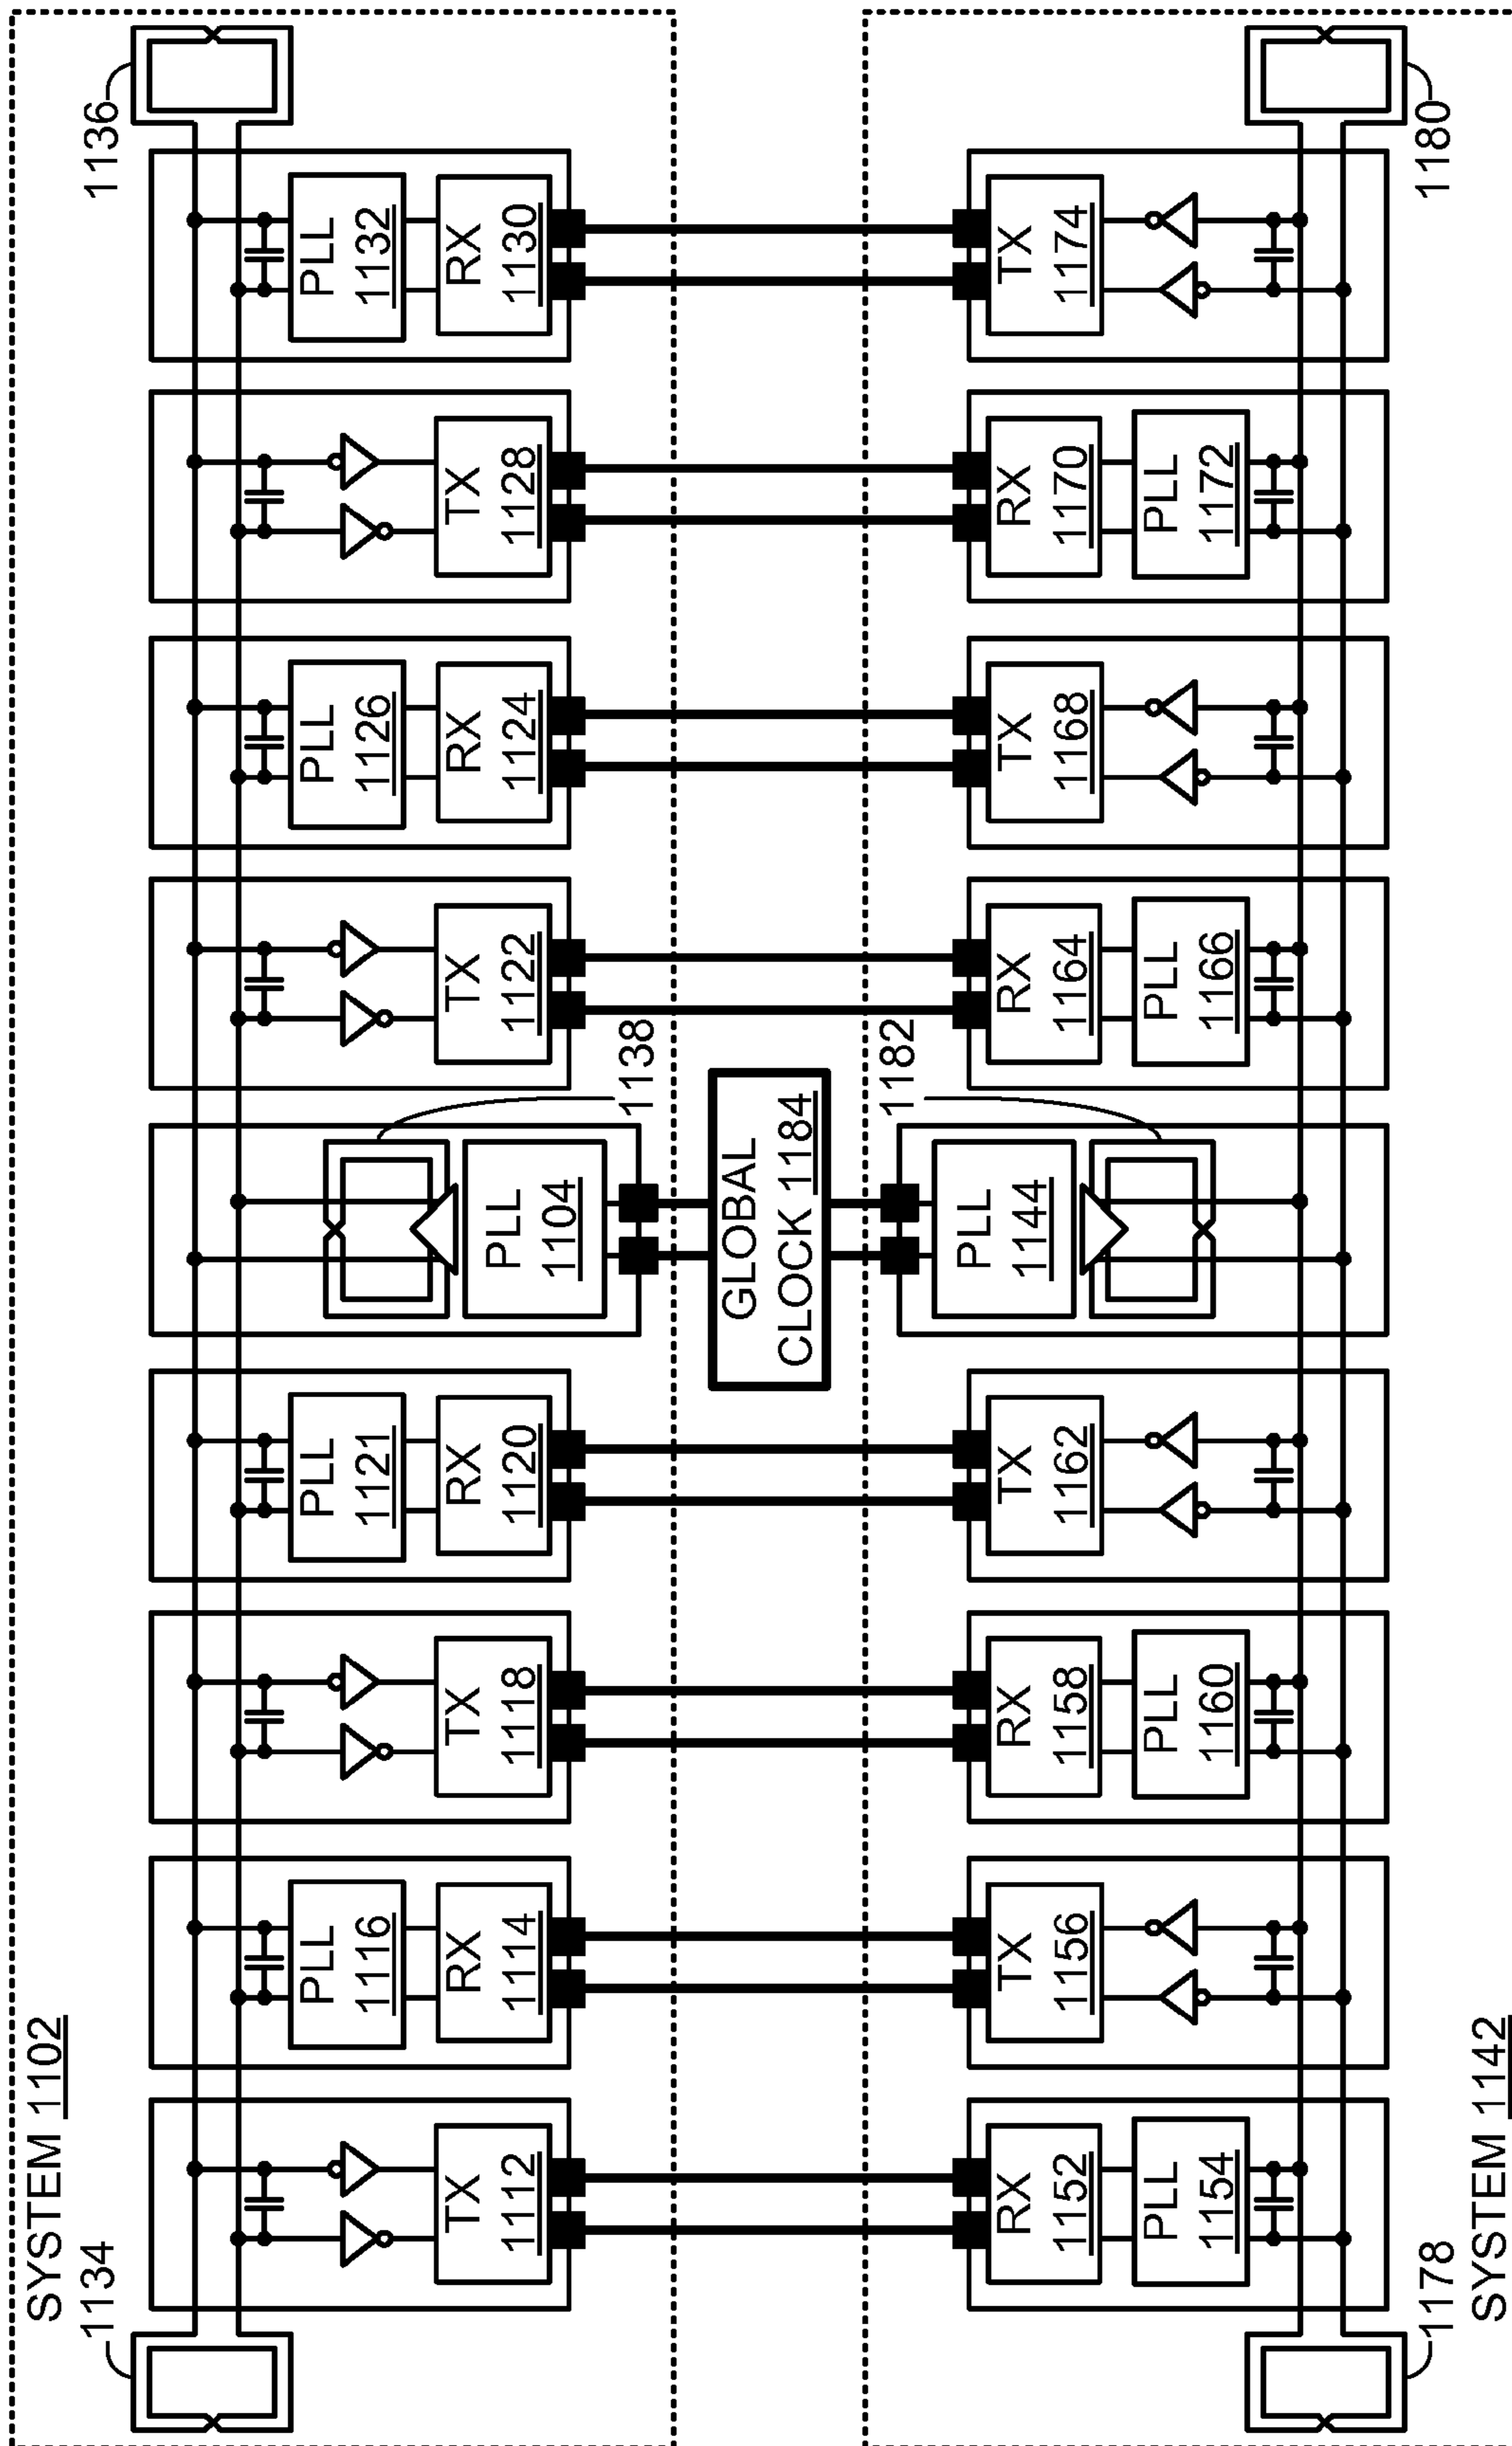 SYSTEM 1102
1134
1136
PLL
1116
PLL
1121
PLL
1126
PLL
1132
TX
1112
RX
1114
TX
1118
RX
1120
PLL
1104
TX
1122
RX
1124
TX
1128
RX
1130
1138
GLOBAL
CLOCK 1184
1182
RX
1152
TX
1156
RX
1158
TX
1162
PLL
1144
RX
1164
TX
1168
RX
1170
TX
1174
PLL
1154
PLL
1160
PLL
1166
PLL
1172
1178
1180
SYSTEM 1142